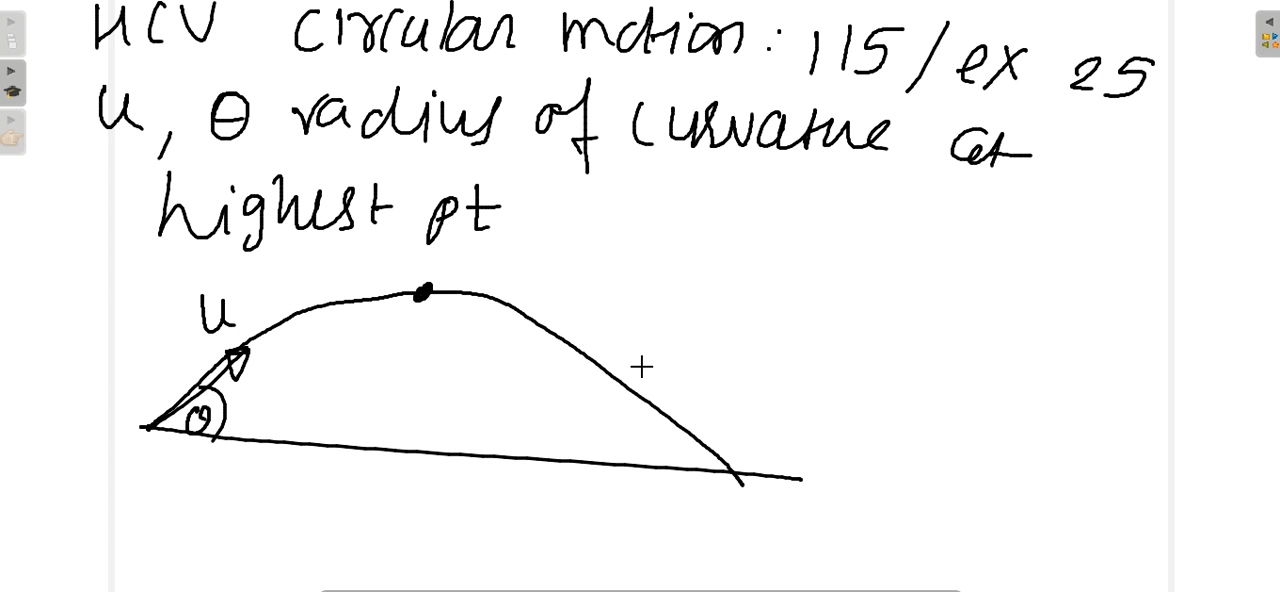 HCV circular motion: 115/ex 25
u, θ radius of curvature at
highest pt
u
θ